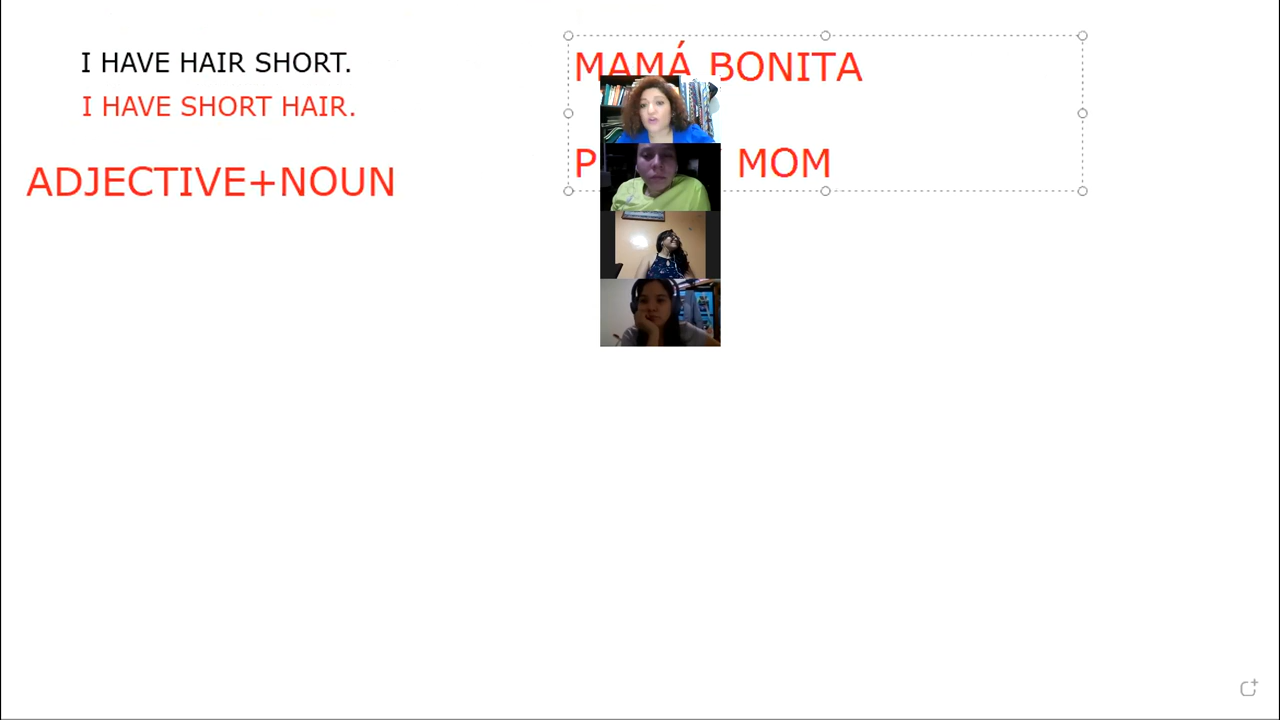 I HAVE HAIR SHORT.
I HAVE SHORT HAIR.
ADJECTIVE+NOUN
MAMÁ BONITA
MOM